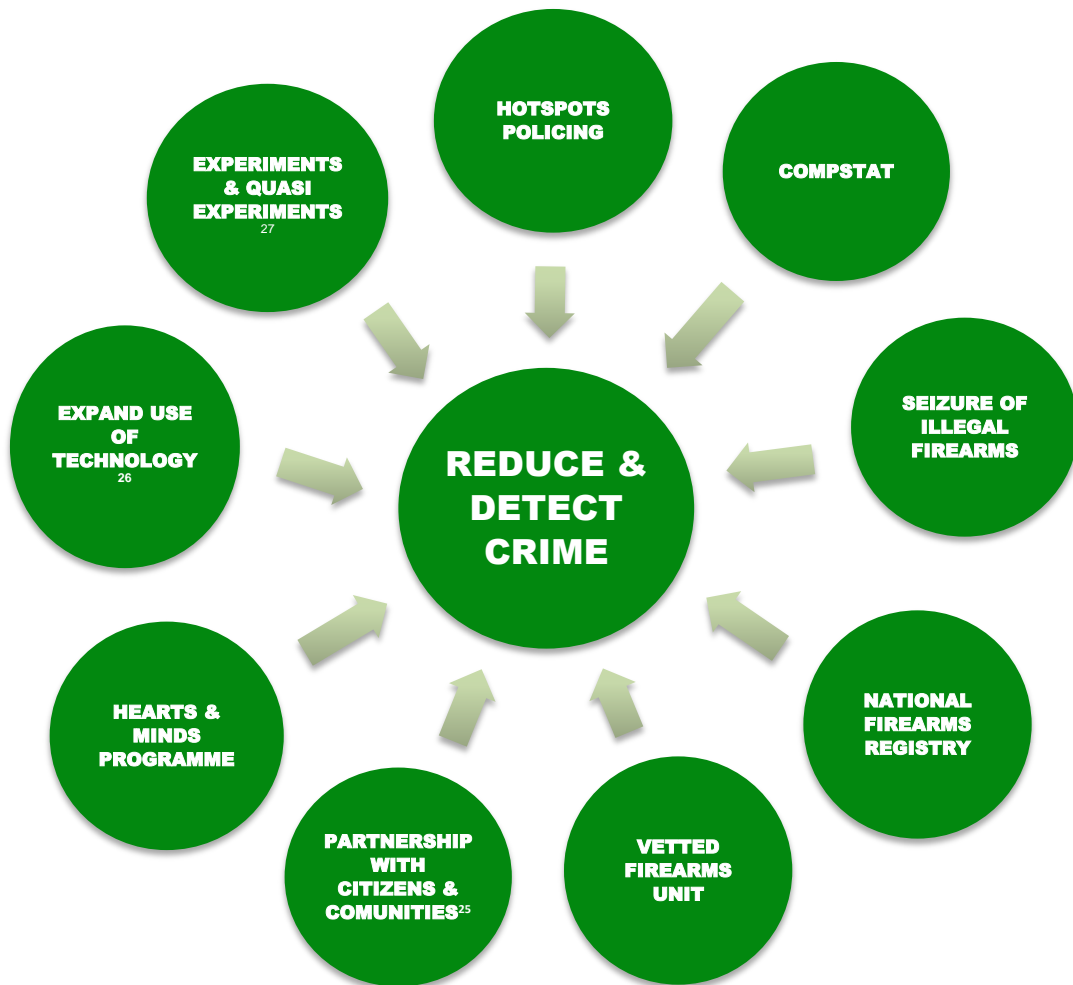 HOTSPOTS
POLICING
COMPSTAT
SEIZURE OF
ILLEGAL
FIREARMS
NATIONAL
FIREARMS
REGISTRY
VETTED
FIREARMS
UNIT
PARTNERSHIP
WITH
CITIZENS &
COMUNITIES25
HEARTS &
MINDS
PROGRAMME
EXPAND USE
OF
TECHNOLOGY
26
EXPERIMENTS
& QUASI
EXPERIMENTS
27
REDUCE &
DETECT
CRIME